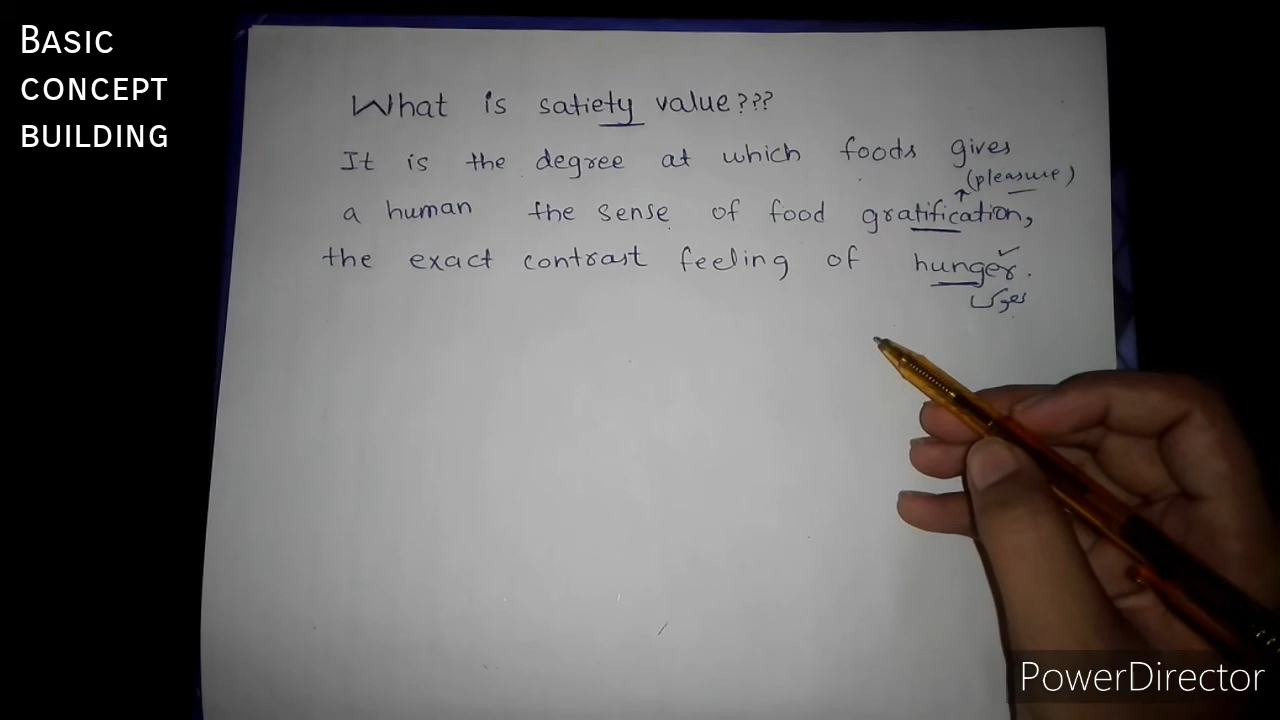 BASIC
CONCEPT
BUILDING
What is satiety value???
It is the degree at which foods gives
(pleasure)
a human the sense of food gratification,
the exact contrast feeling of hunger.
PowerDirector